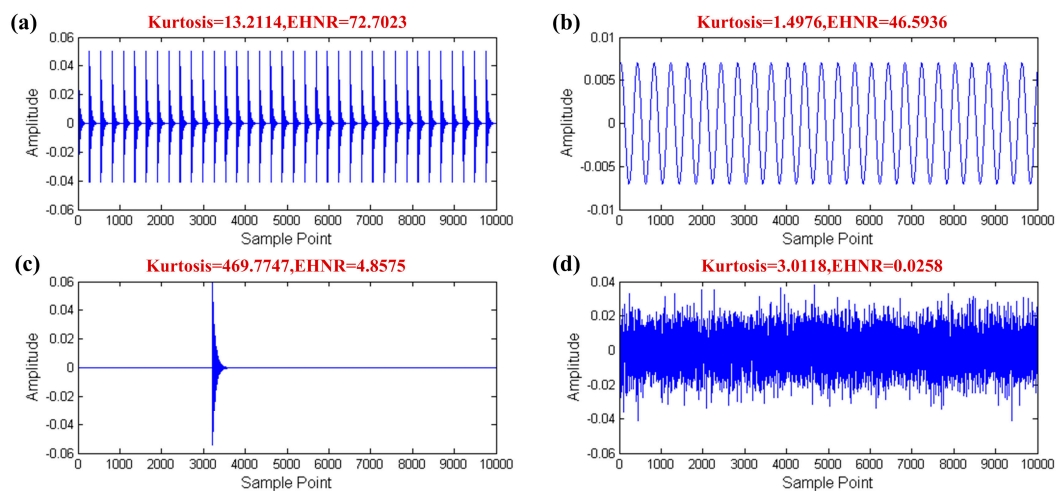 (a)
Kurtosis=13.2114,EHNR=72.7023
0.06
0.04
0.02
0
-0.02
-0.04
-0.06
Amplitude
0 1000 2000 3000 4000 5000 6000 7000 8000 9000 10000
Sample Point
(b)
Kurtosis=1.4976,EHNR=46.5936
0.01
0.005
0
-0.005
-0.01
Amplitude
0 1000 2000 3000 4000 5000 6000 7000 8000 9000 10000
Sample Point
(c)
Kurtosis=469.7747,EHNR=4.8575
0.06
0.04
0.02
0
-0.02
-0.04
-0.06
Amplitude
0 1000 2000 3000 4000 5000 6000 7000 8000 9000 10000
Sample Point
(d)
Kurtosis=3.0118,EHNR=0.0258
0.04
0.02
0
-0.02
-0.04
-0.06
Amplitude
0 1000 2000 3000 4000 5000 6000 7000 8000 9000 10000
Sample Point